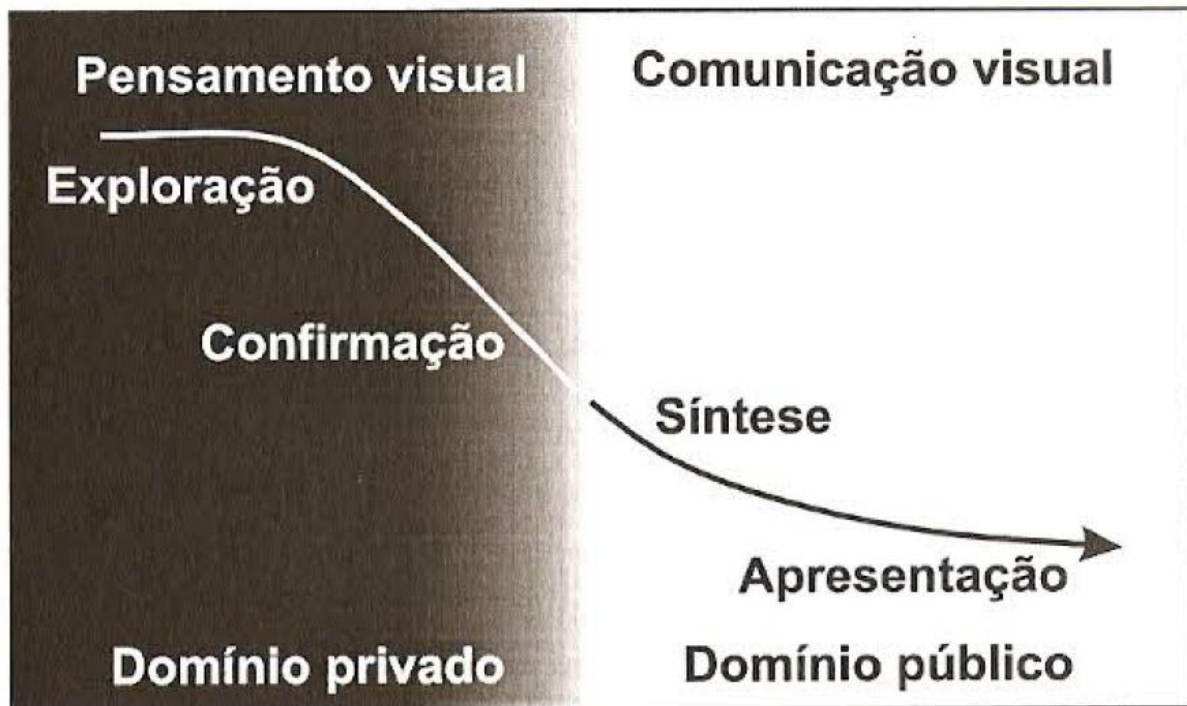 Pensamento visual
Comunicação visual
Exploração
Confirmação
Síntese
Apresentação
Domínio privado
Domínio público